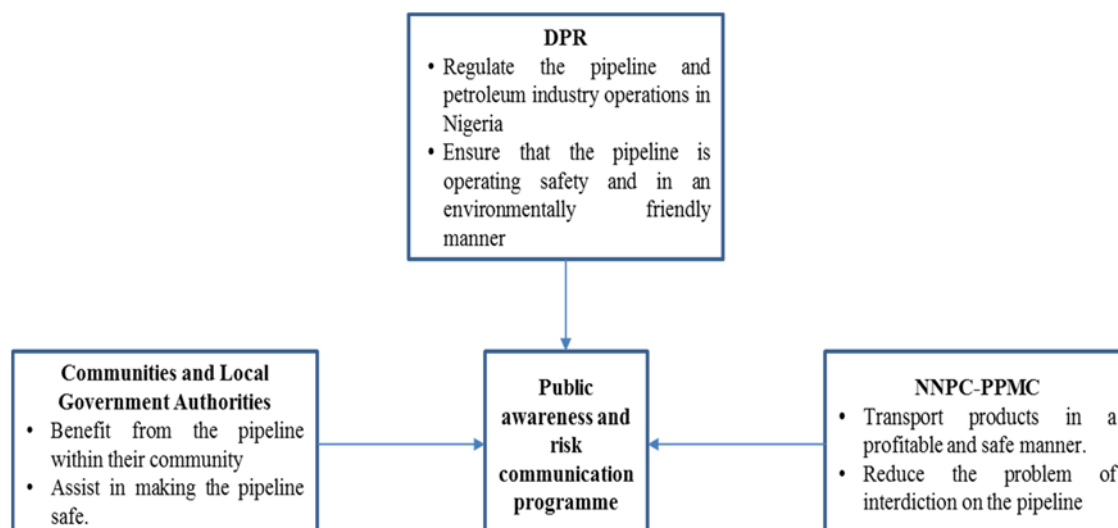 DPR
• Regulate the pipeline and
petroleum industry operations in
Nigeria
• Ensure that the pipeline is
operating safety and in an
environmentally friendly
manner
Communities and Local
Government Authorities
• Benefit from the pipeline
within their community
• Assist in making the pipeline
safe.
Public
awareness and
risk
communication
programme
NNPC-PPMC
• Transport products in a
profitable and safe manner.
• Reduce the problem of
interdiction on the pipeline